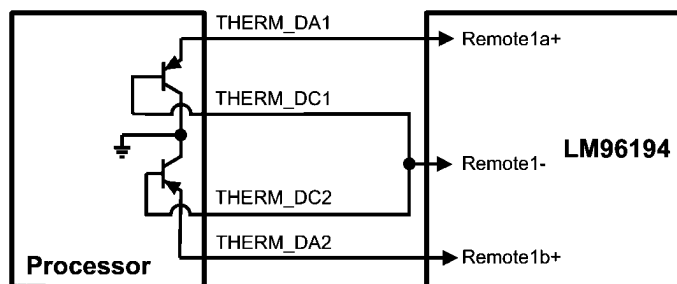 THERM_DA1
Remote1a+
THERM_DC1
LM96194
Remote1-
THERM_DC2
THERM_DA2
Processor
Remote1b+